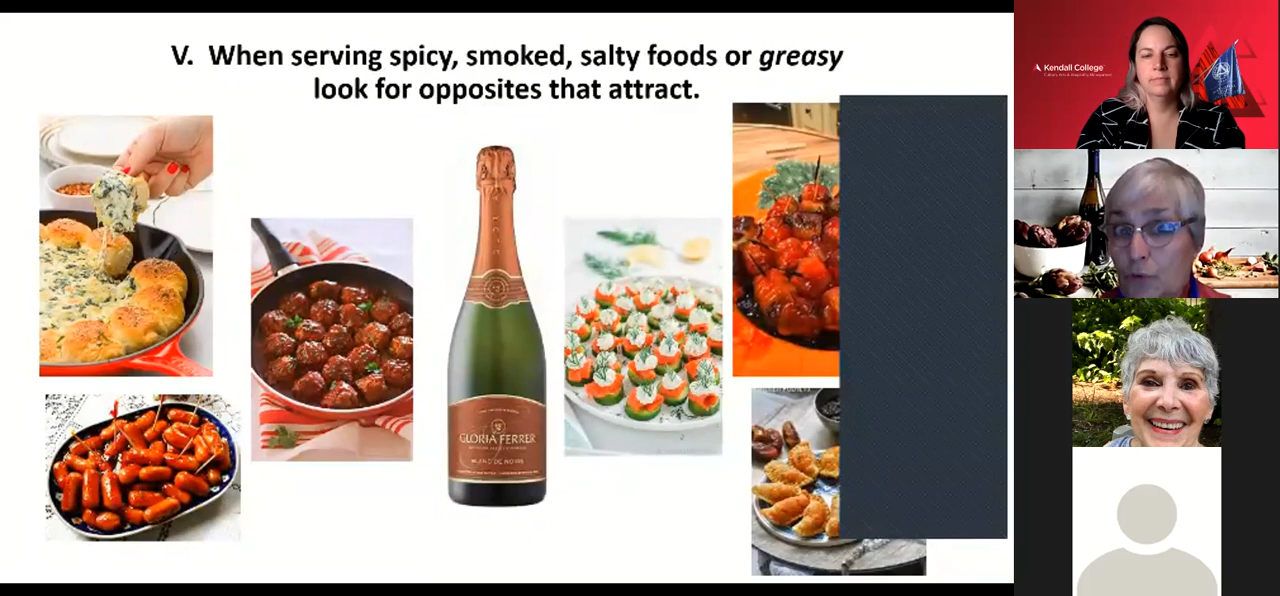 V. When serving spicy, smoked, salty foods or greasy
look for opposites that attract.
GLORIA FERRER
BLANC DE NOIRS
Kendall College